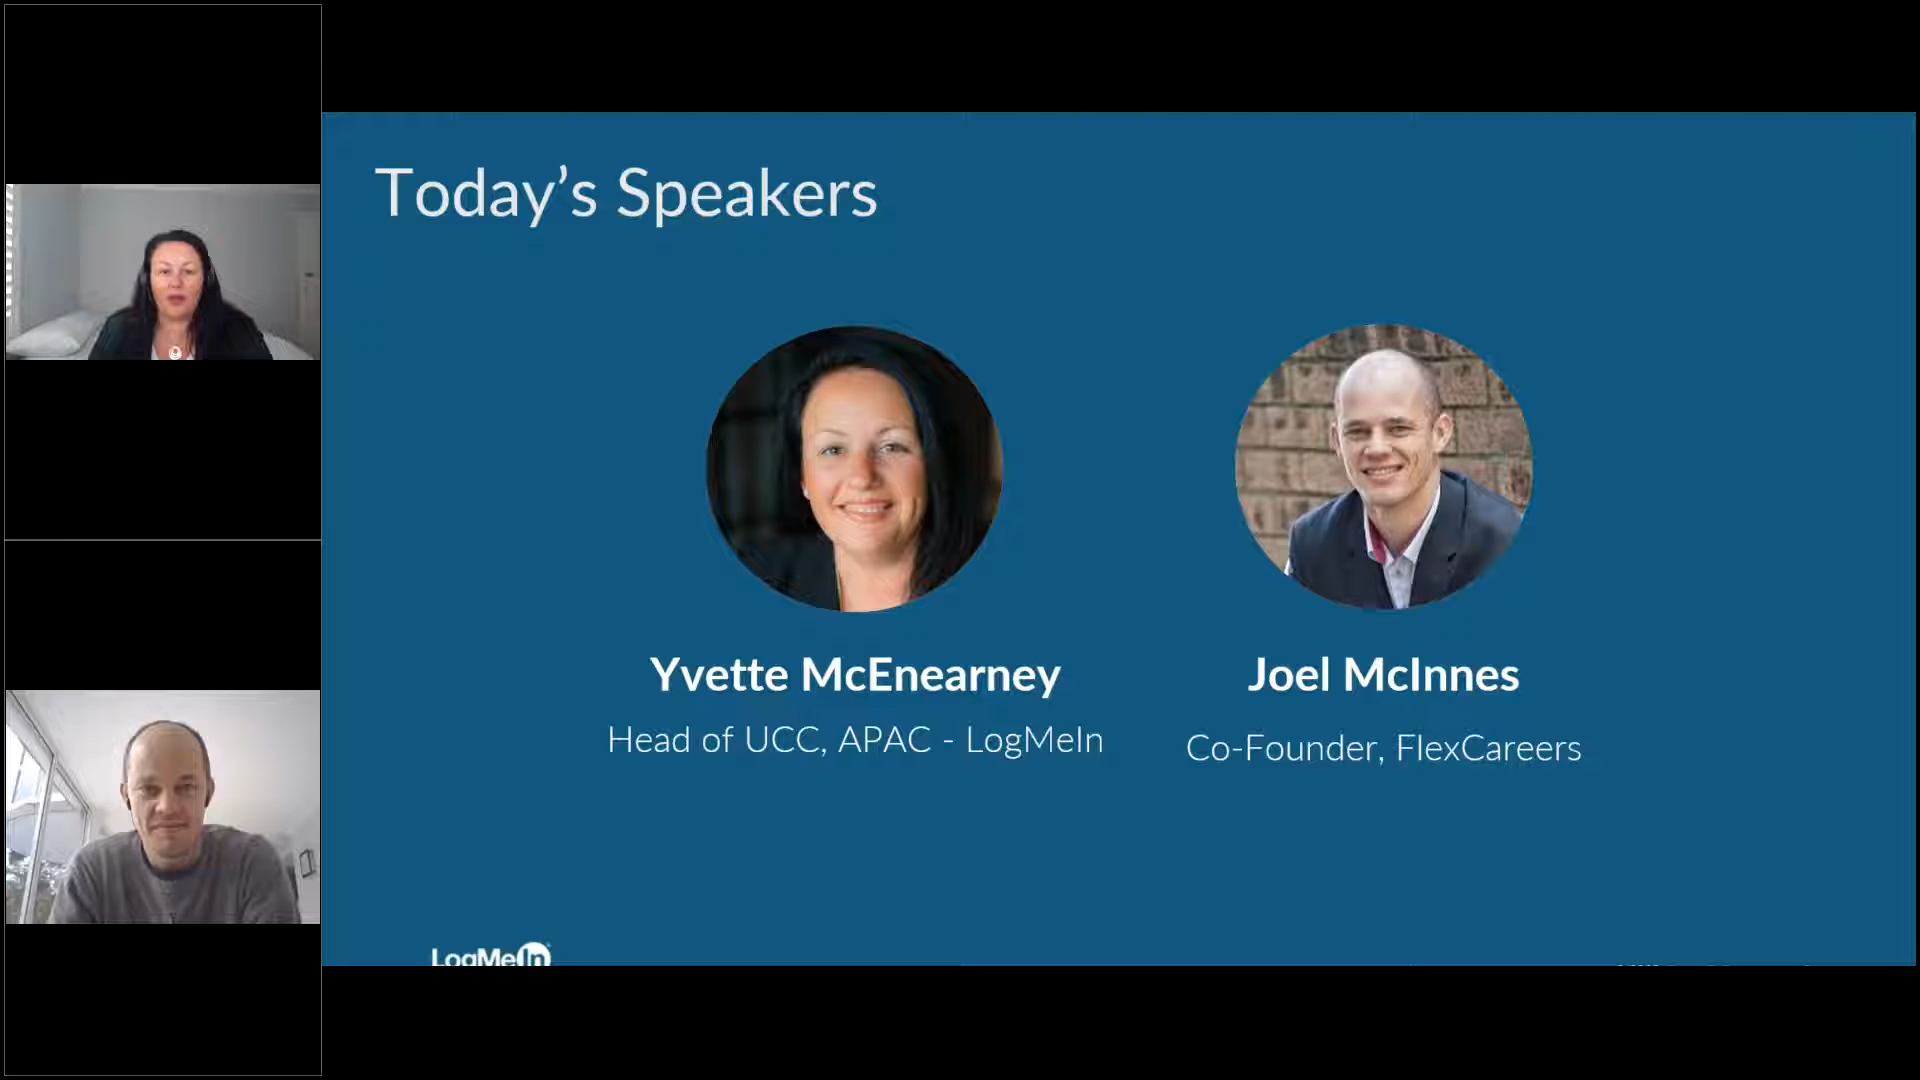 Today's Speakers
Yvette McEnearney
Head of UCC, APAC - LogMeIn
Joel McInnes
Co-Founder, FlexCareers
LogMeIn